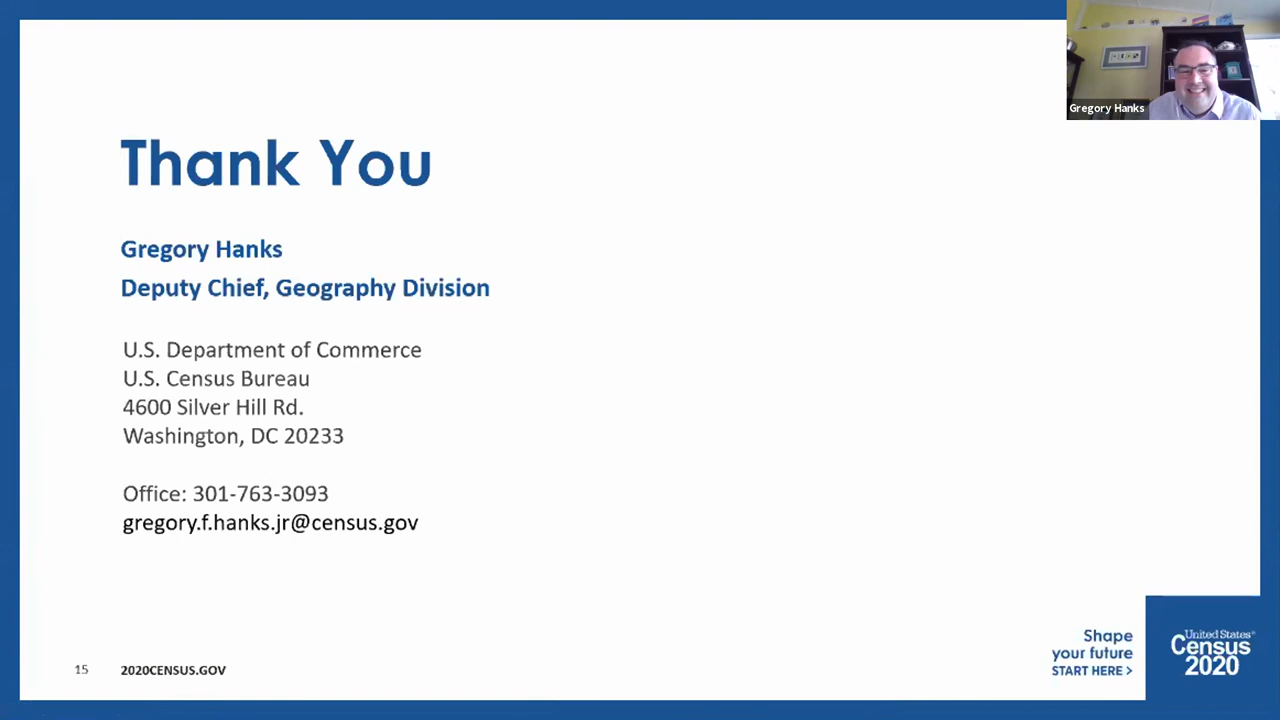 Gregory Hanks
Thank You
Gregory Hanks
Deputy Chief, Geography Division
U.S. Department of Commerce
U.S. Census Bureau
4600 Silver Hill Rd.
Washington, DC 20233
Office: 301-763-3093
gregory.f.hanks.jr@census.gov
Shape
your future
START HERE >
United States®
Census
2020
15 2020CENSUS.GOV